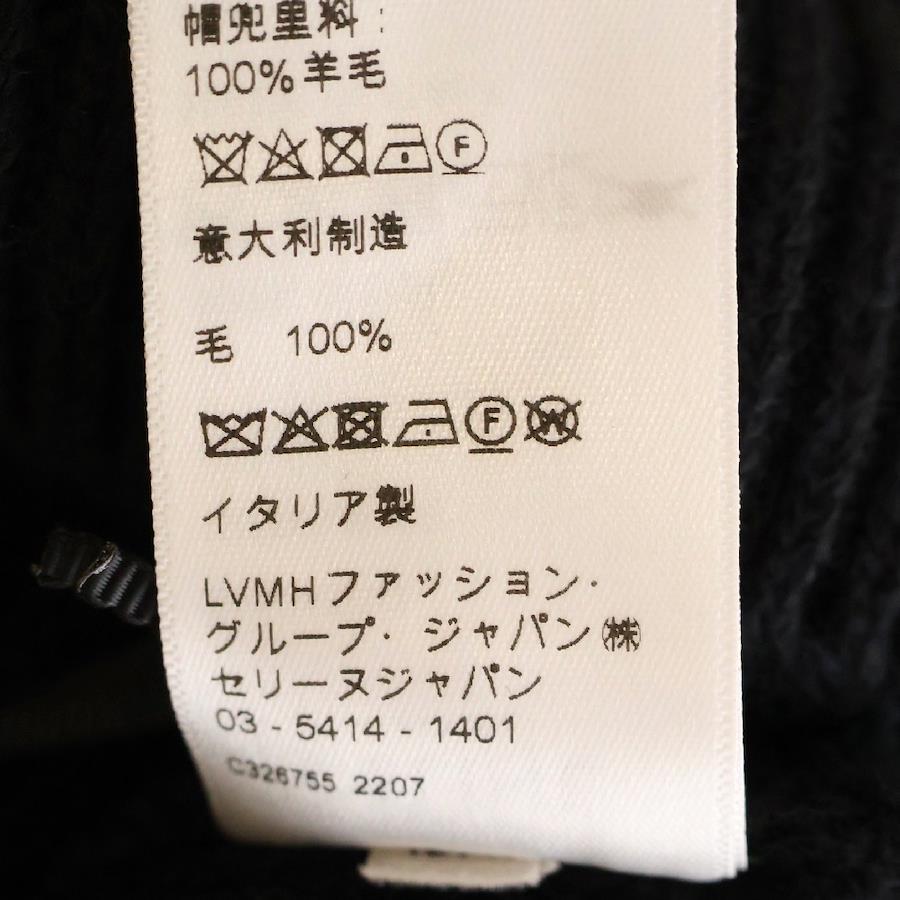 帽兜里料:
100%羊毛
F
意大利制造
毛 100%
F W
イタリア製
LVMHファッション・
グループ・ジャパン㈱
セリーヌジャパン
03-5414-1401
C326755 2207